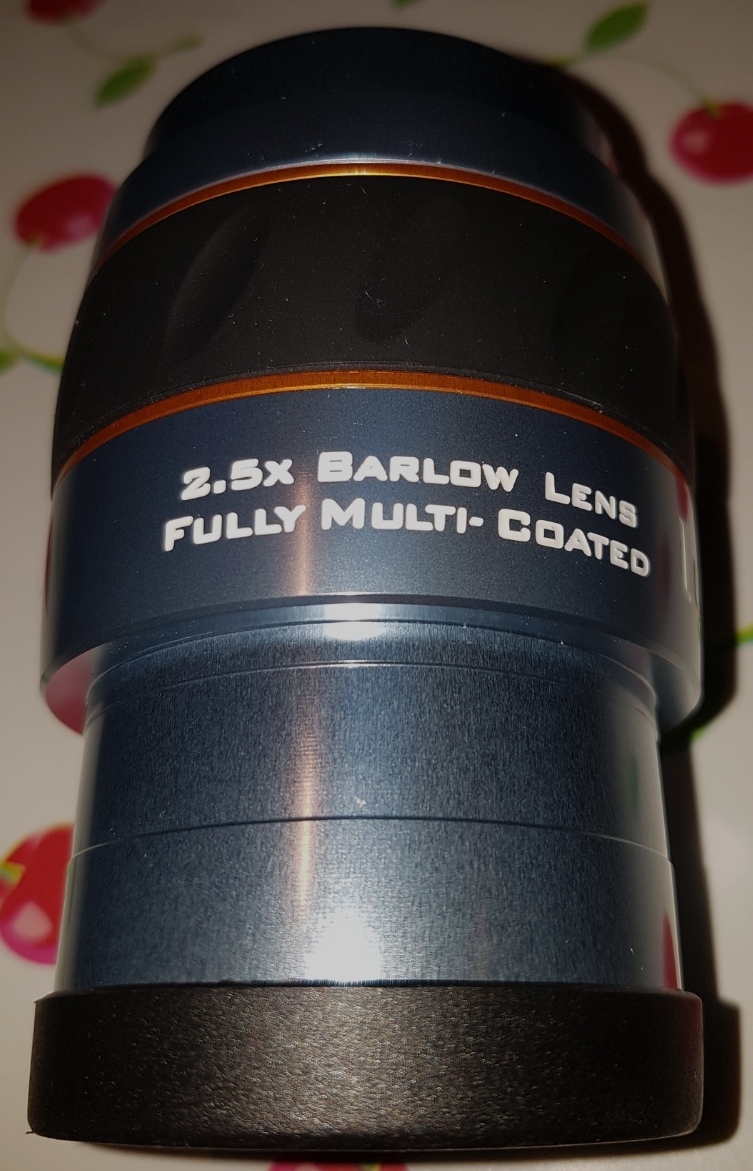 2.5x BARLOW LENS
FULLY MULTI-COATED